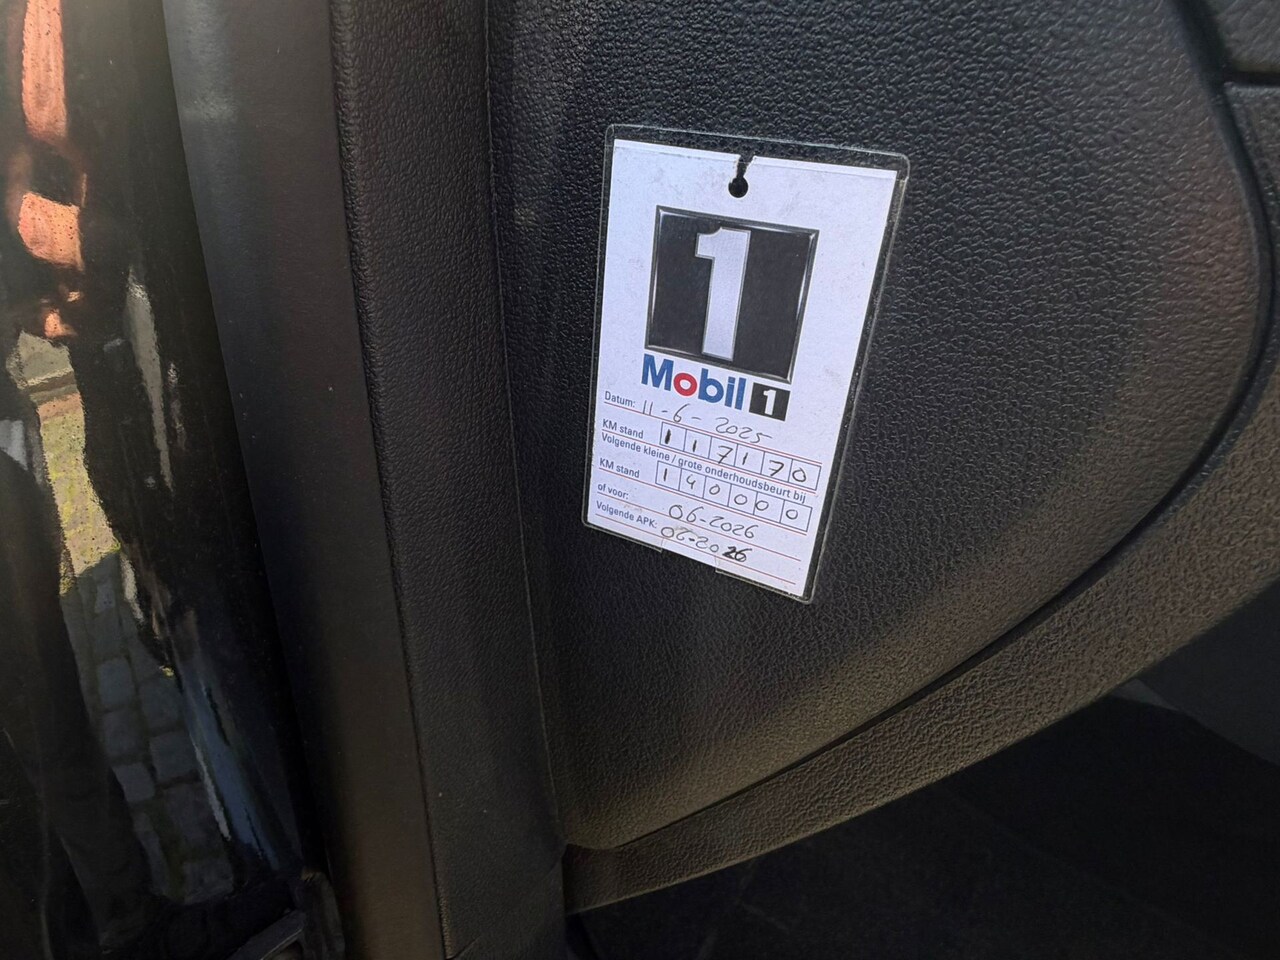 1
Mobil 1
Datum: 11-6-2025
KM stand 117170
Volgende kleine / grote onderhoudsbeurt bij
KM stand 140000
of voor: 06-2026
Volgende APK: 06-2026